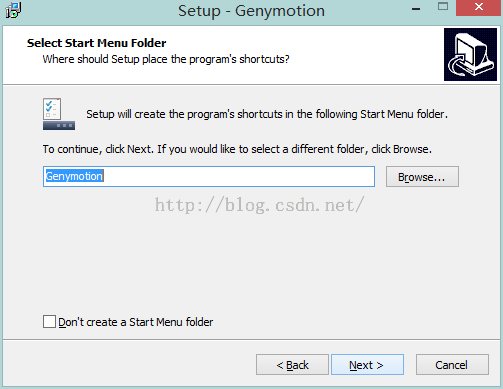 Setup - Genymotion
Select Start Menu Folder
Where should Setup place the program's shortcuts?
Setup will create the program's shortcuts in the following Start Menu folder.
To continue, click Next. If you would like to select a different folder, click Browse.
Genymotion
Browse...
http://blog.csdn.net/
Don't create a Start Menu folder
< Back
Next >
Cancel